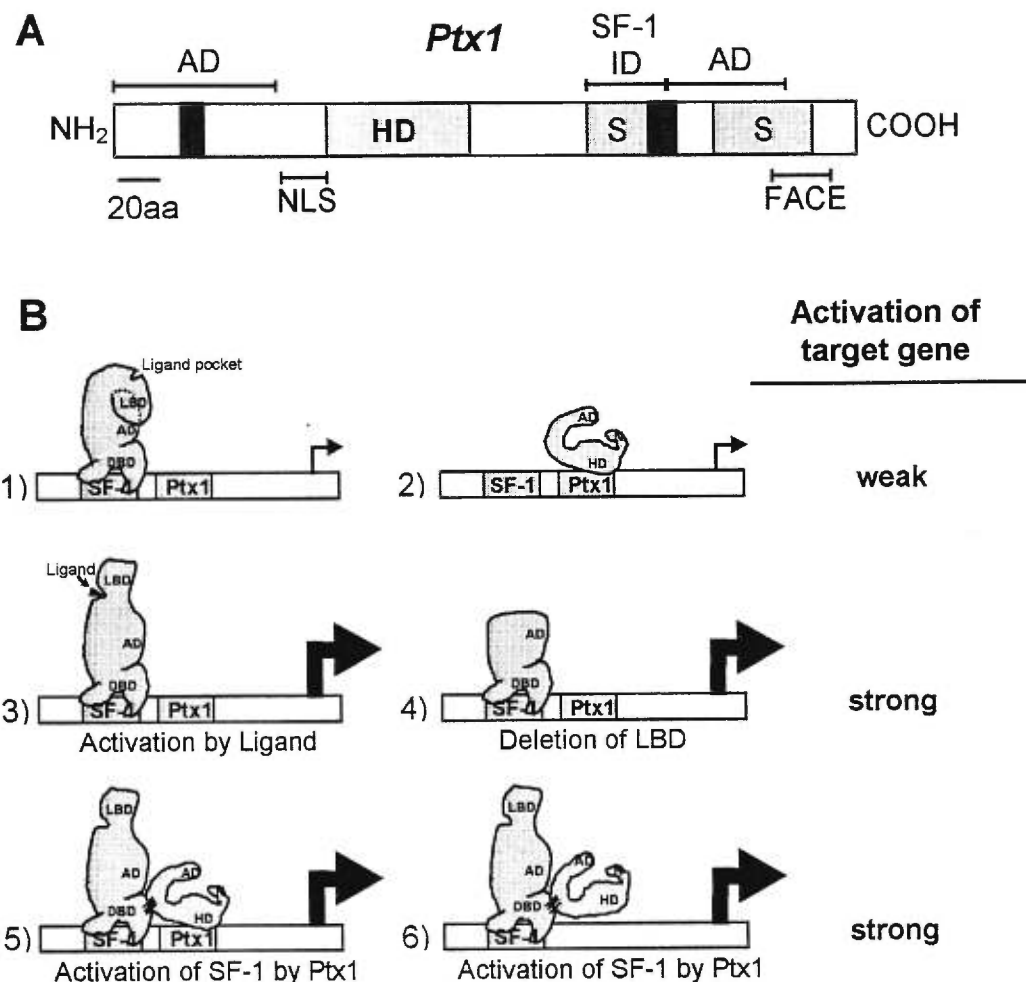 A
Ptx1
AD
SF-1
ID
AD
NH2
HD
S
S
COOH
20aa
NLS
FACE
B
Activation of
target gene
Ligand pocket
LBD
AD
DBD
1)
SF-1
Ptx1
AD
HD
2)
SF-1
Ptx1
weak
Ligand
LBD
AD
DBD
3)
SF-1
Ptx1
Activation by Ligand
AD
DBD
4)
SF-1
Ptx1
Deletion of LBD
strong
LBD
AD
DBD
AD
HD
5)
SF-1
Ptx1
Activation of SF-1 by Ptx1
LBD
AD
DBD
AD
HD
6)
SF-1
Activation of SF-1 by Ptx1
strong